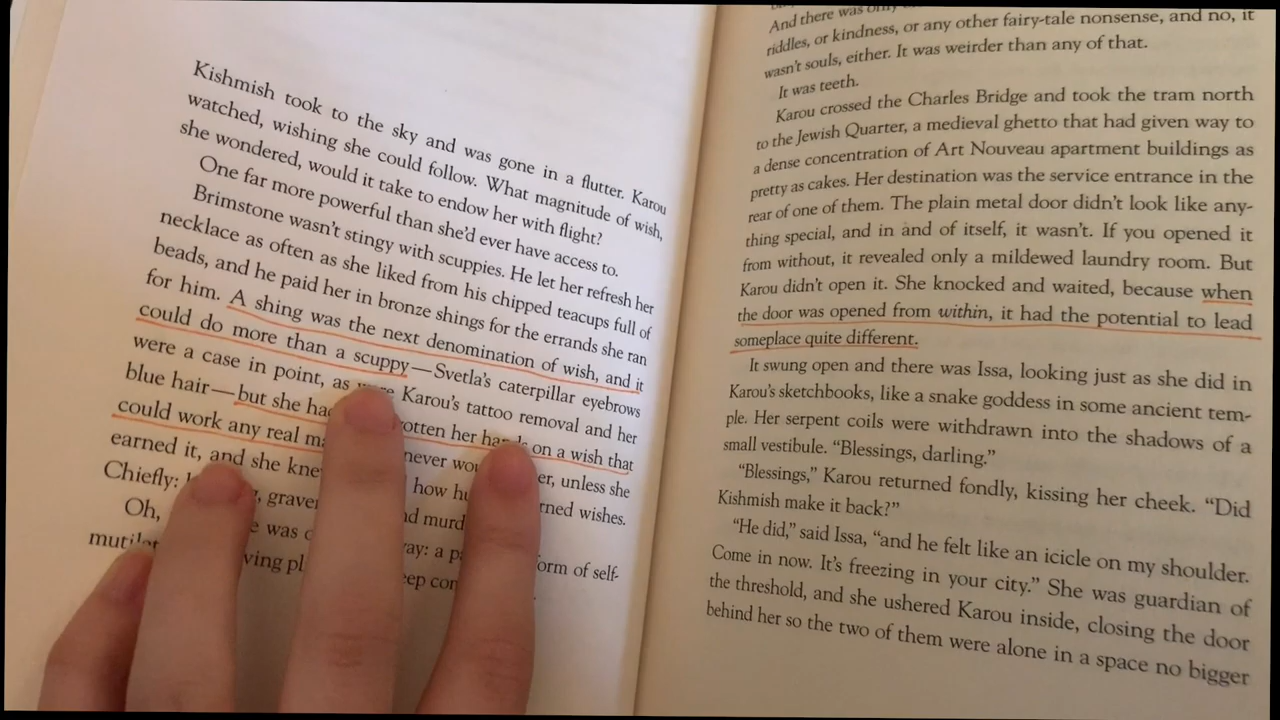 Kishmish took to the sky and was gone in a flutter. Karou
watched, wishing she could follow. What magnitude of wish,
she wondered, would it take to endow her with flight?
One far more powerful than she'd ever have access to.
Brimstone wasn't stingy with scuppies. He let her refresh her
necklace as often as she liked from his chipped teacups full of
beads, and he paid her in bronze shings for the errands she ran
for him. A shing was the next denomination of wish, and it
could do more than a scuppy—Svetla's caterpillar eyebrows
were a case in point, as were Karou's tattoo removal and her
blue hair—but she had gotten her hands on a wish that
could work any real never unless she
earned it, and she knew how earned wishes.
Chiefly: and
Oh, was form of self-
And there was only
riddles, or kindness, or any other fairy-tale nonsense, and no, it
wasn't souls, either. It was weirder than any of that.
It was teeth.
Karou crossed the Charles Bridge and took the tram north
to the Jewish Quarter, a medieval ghetto that had given way to
a dense concentration of Art Nouveau apartment buildings as
pretty as cakes. Her destination was the service entrance in the
rear of one of them. The plain metal door didn't look like any-
thing special, and in and of itself, it wasn't. If you opened it
from without, it revealed only a mildewed laundry room. But
Karou didn't open it. She knocked and waited, because when
the door was opened from within, it had the potential to lead
someplace quite different.
It swung open and there was Issa, looking just as she did in
Karou's sketchbooks, like a snake goddess in some ancient tem-
ple. Her serpent coils were withdrawn into the shadows of a
small vestibule. "Blessings, darling."
"Blessings," Karou returned fondly, kissing her cheek. "Did
Kishmish make it back?"
"He did," said Issa, "and he felt like an icicle on my shoulder.
Come in now. It's freezing in your city." She was guardian of
the threshold, and she ushered Karou inside, closing the door
behind her so the two of them were alone in a space no bigger